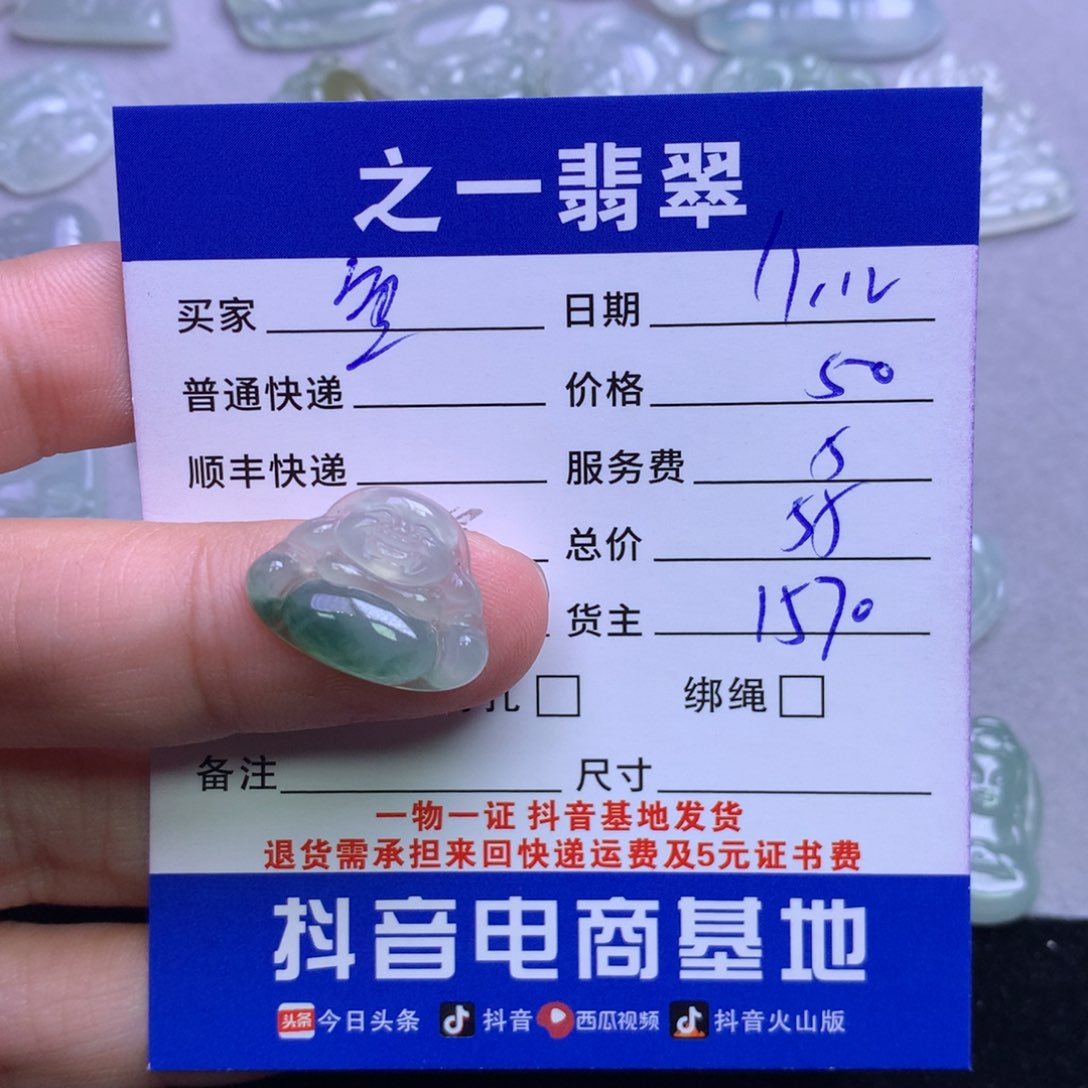 之一翡翠
买家 日期 11.12
普通快递 价格 50
顺丰快递 服务费 5
总价 55
货主 1570
孔 绑绳
备注 尺寸
一物一证 抖音基地发货
退货需承担来回快递运费及5元证书费
抖音电商基地
头条 今日头条 抖音 西瓜视频 抖音火山版